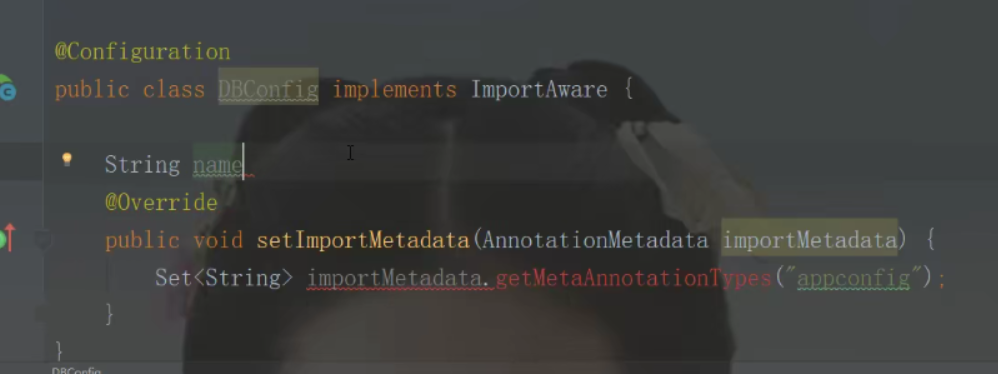 @Configuration
public class DBConfig implements ImportAware {
String name
@Override
public void setImportMetadata(AnnotationMetadata importMetadata) {
Set<String> importMetadata.getMetaAnnotationTypes("appconfig");
}
}
DBConfig